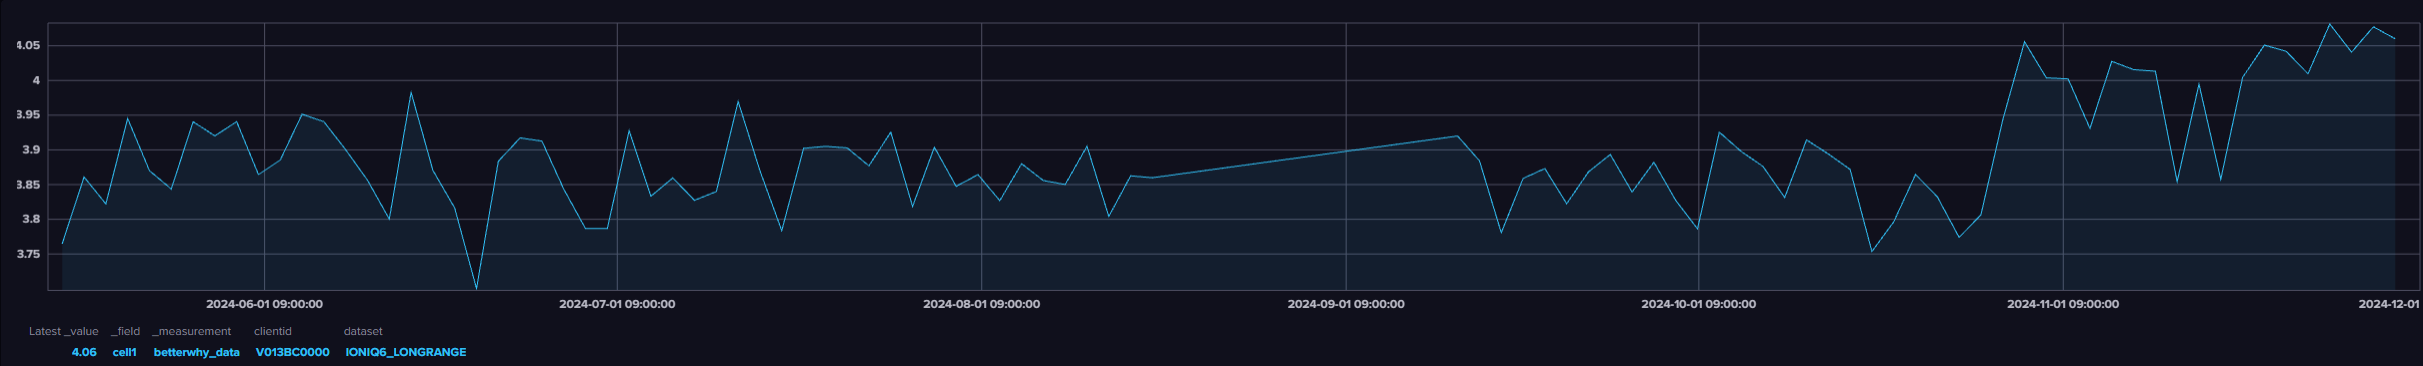 4.05
4
3.95
3.9
3.85
3.8
3.75
2024-06-01 09:00:00 2024-07-01 09:00:00 2024-08-01 09:00:00 2024-09-01 09:00:00 2024-10-01 09:00:00 2024-11-01 09:00:00 2024-12-01
Latest _value _field _measurement clientid dataset
4.06 cell1 betterwhy_data V013BC0000 IONIQ6_LONGRANGE